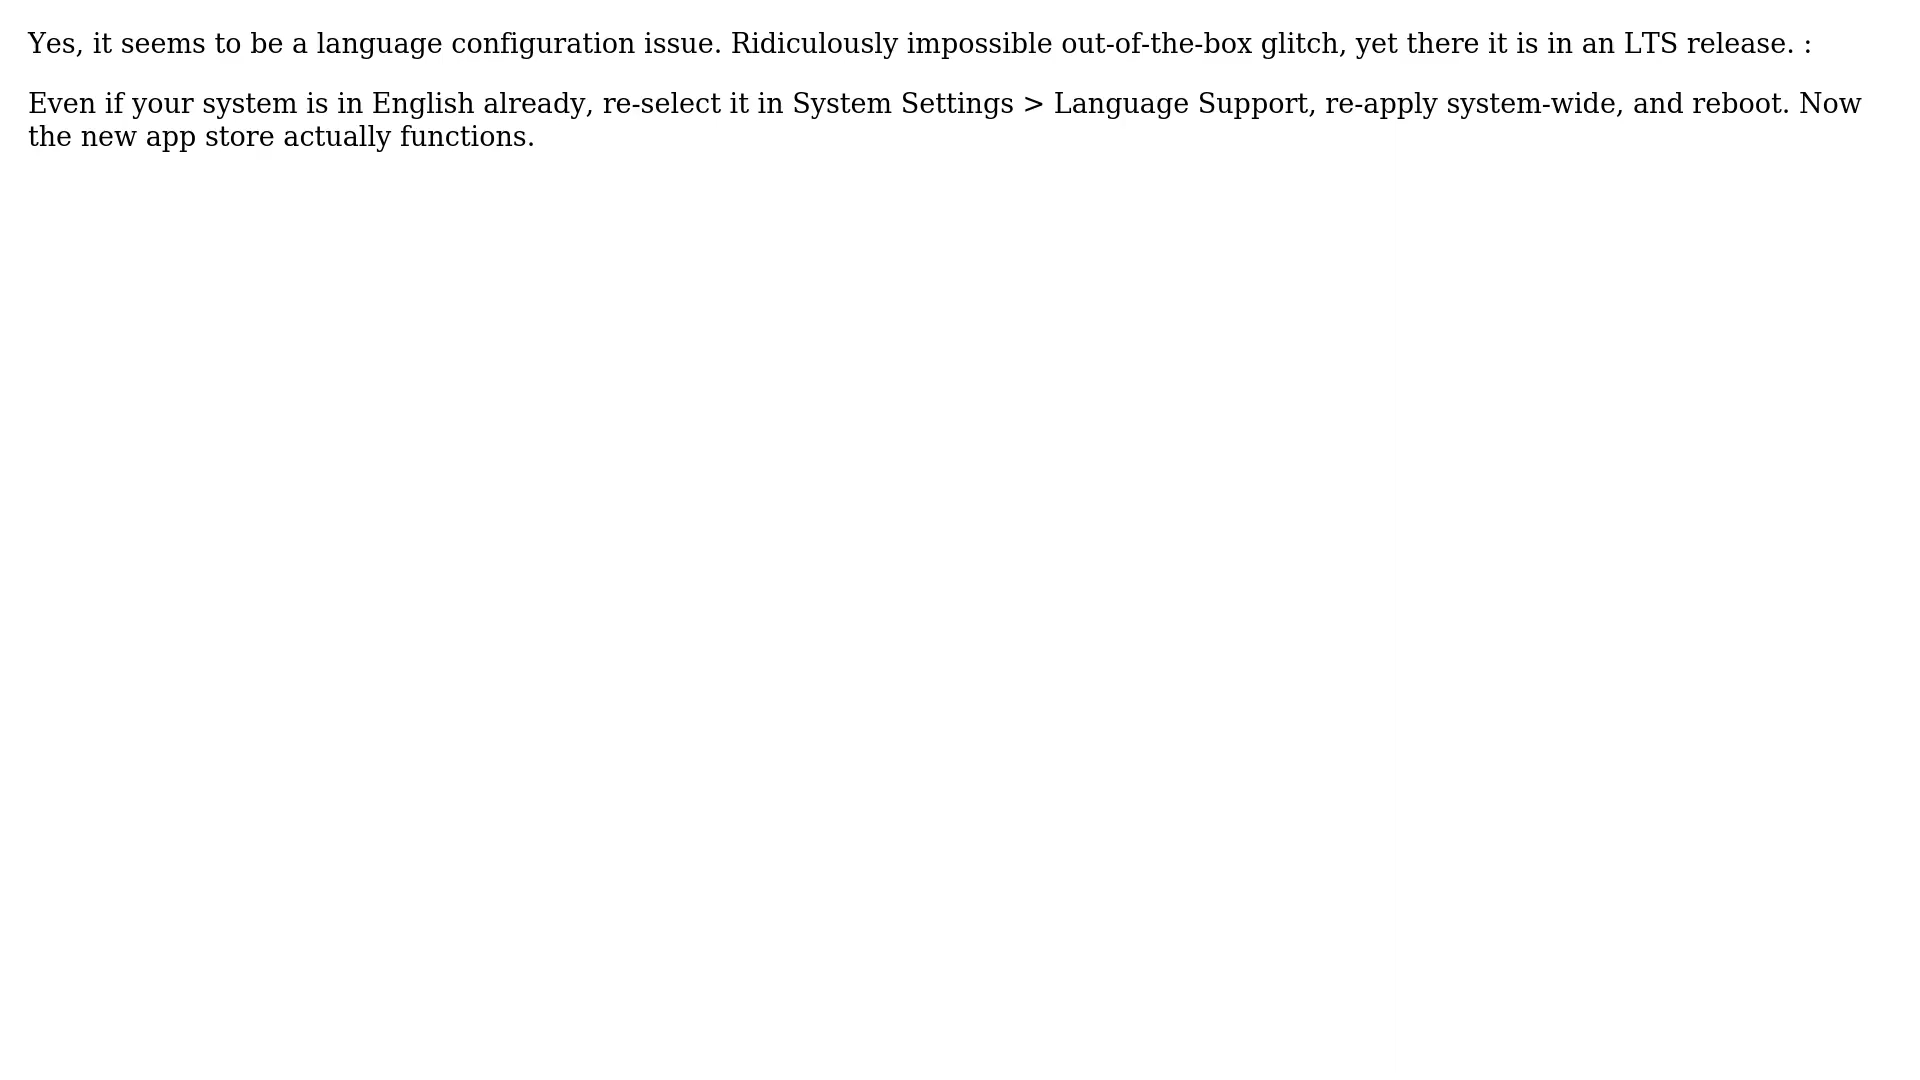 Yes, it seems to be a language configuration issue. Ridiculously impossible out-of-the-box glitch, yet there it is in an LTS release. :
Even if your system is in English already, re-select it in System Settings > Language Support, re-apply system-wide, and reboot. Now
the new app store actually functions.